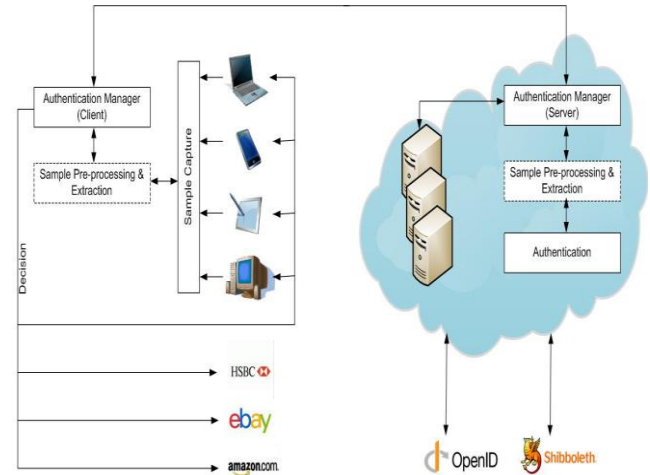 Authentication Manager
(Client)
Sample Pre-processing &
Extraction
Decision
Sample Capture
Authentication Manager
(Server)
Sample Pre-processing &
Extraction
Authentication
HSBC
ebay
amazon.com.
OpenID
Shibboleth.